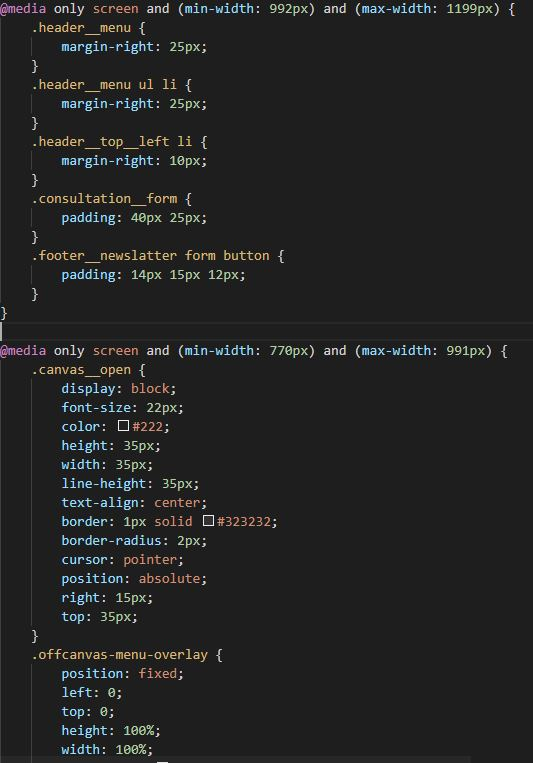 @media only screen and (min-width: 992px) and (max-width: 1199px) {
    .header__menu {
        margin-right: 25px;
    }
    .header__menu ul li {
        margin-right: 25px;
    }
    .header__top__left li {
        margin-right: 10px;
    }
    .consultation__form {
        padding: 40px 25px;
    }
    .footer__newslatter form button {
        padding: 14px 15px 12px;
    }
}

@media only screen and (min-width: 770px) and (max-width: 991px) {
    .canvas__open {
        display: block;
        font-size: 22px;
        color: #222;
        height: 35px;
        width: 35px;
        line-height: 35px;
        text-align: center;
        border: 1px solid #323232;
        border-radius: 2px;
        cursor: pointer;
        position: absolute;
        right: 15px;
        top: 35px;
    }
    .offcanvas-menu-overlay {
        position: fixed;
        left: 0;
        top: 0;
        height: 100%;
        width: 100%;